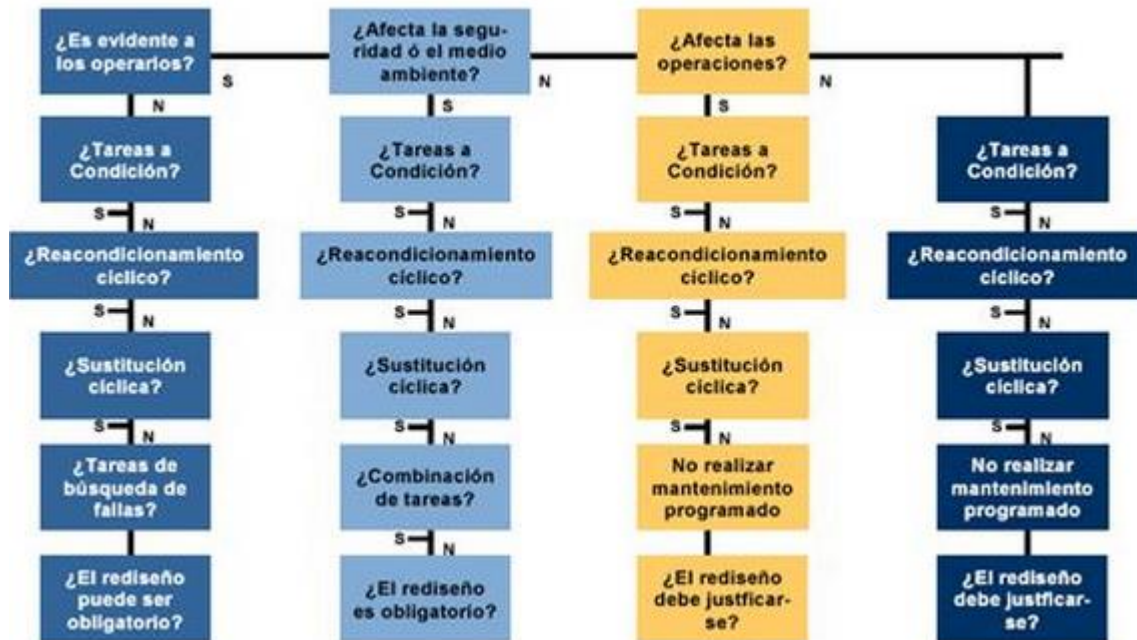 ¿Es evidente a
los operarios?
S
N
¿Afecta la segu-
ridad ó el medio
ambiente?
N
S
¿Afecta las
operaciones?
N
S
¿Tareas a
Condición?
S
N
¿Reacondicionamiento
cíclico?
S
N
¿Sustitución
cíclica?
S
N
¿Tareas de
búsqueda de
fallas?
¿El rediseño
puede ser
obligatorio?
¿Tareas a
Condición?
S
N
¿Reacondicionamiento
cíclico?
S
N
¿Sustitución
cíclica?
S
N
¿Combinación
de tareas?
S
N
¿El rediseño
es obligatorio?
¿Tareas a
Condición?
S
N
¿Reacondicionamiento
cíclico?
S
N
¿Sustitución
cíclica?
S
N
No realizar
mantenimiento
programado
¿El rediseño
debe justficar-
se?
¿Tareas a
Condición?
S
N
¿Reacondicionamiento
cíclico?
S
N
¿Sustitución
cíclica?
S
N
No realizar
mantenimiento
programado
¿El rediseño
debe justficar-
se?